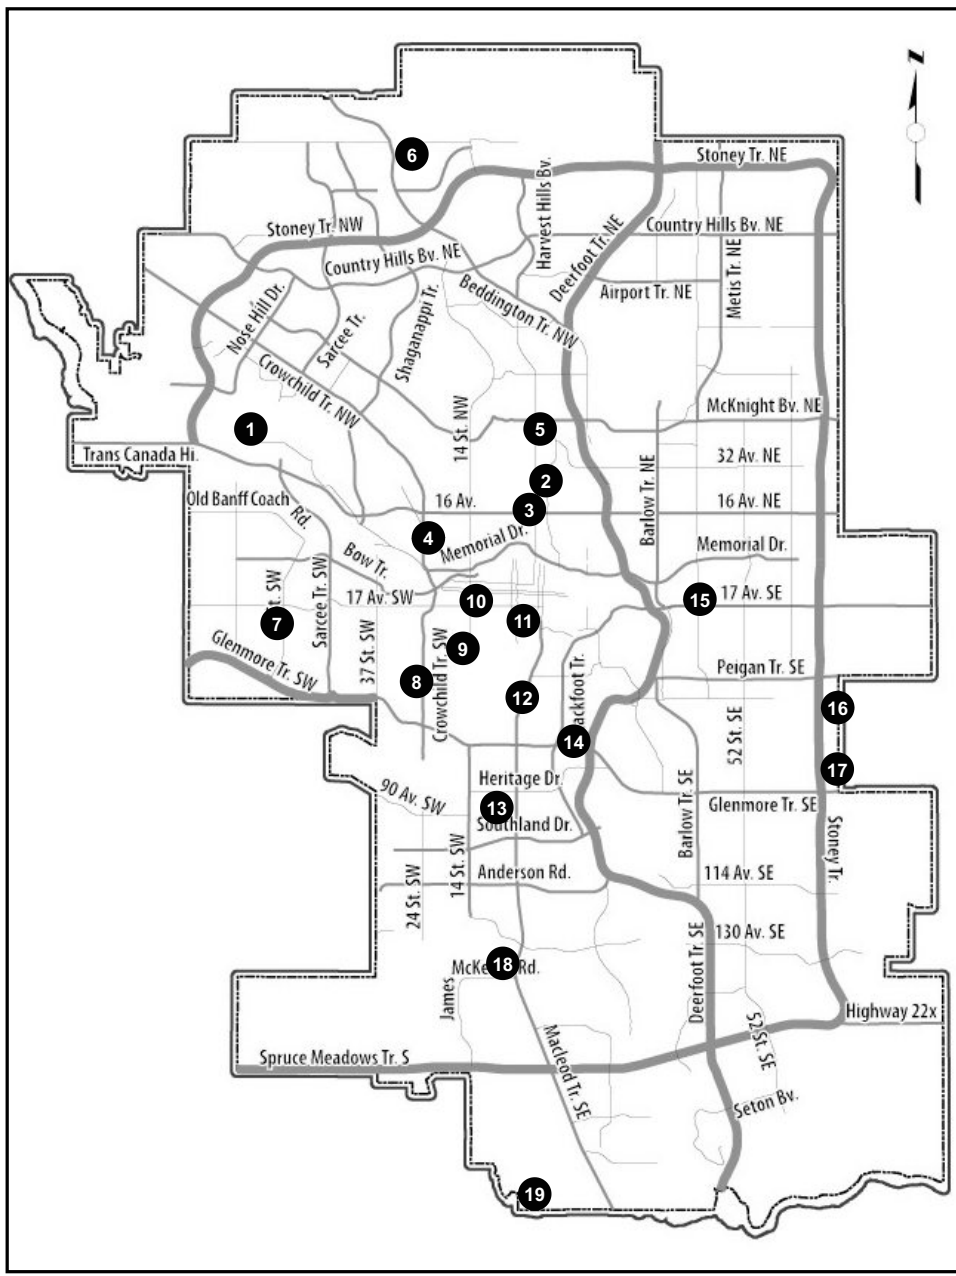 N
6
Stoney Tr. NE
Stoney Tr. NW
Harvest Hills Bv.
Country Hills Bv. NE
Country Hills Bv. NE
Deerfoot Tr. NE
Metis Tr. NE
Airport Tr. NE
Beddington Tr. NW
Nose Hill Dr.
Sarcee Tr.
Shaganappi Tr.
Crowchild Tr. NW
14 St. NW
McKnight Bv. NE
1
5
Trans Canada Hi.
32 Av. NE
2
Old Banff Coach
Rd.
16 Av.
3
Barlow Tr. NE
16 Av. NE
4
Memorial Dr.
Memorial Dr.
Bow Tr.
Sarcee Tr. SW
17 Av. SW
10
15
17 Av. SE
St. SW
7
11
37 St. SW
Glenmore Tr. SW
9
Crowchild Tr. SW
8
Peigan Tr. SE
12
ackfoot Tr.
16
52 St. SE
14
17
90 Av. SW
Heritage Dr.
Barlow Tr. SE
Glenmore Tr. SE
13
Southland Dr.
Stoney Tr.
14 St. SW
24 St. SW
Anderson Rd.
114 Av. SE
Deerfoot Tr. SE
130 Av. SE
McKe
18
Rd.
James
Macleod Tr. SE
52 St. SE
Highway 22x
Spruce Meadows Tr. S
Seton Bv.
19